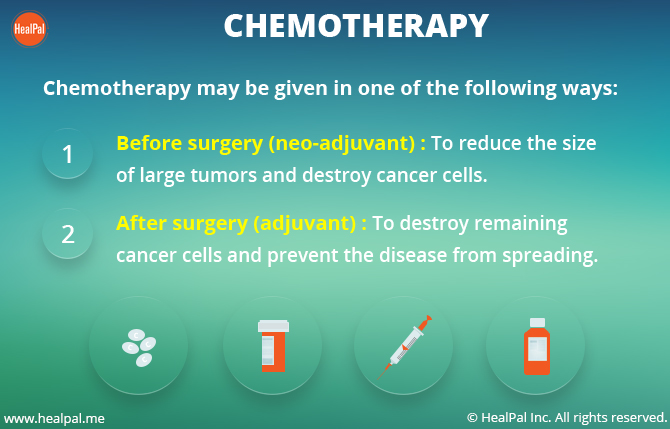 HealPal
CHEMOTHERAPY
Chemotherapy may be given in one of the following ways:
1
Before surgery (neo-adjuvant) : To reduce the size
of large tumors and destroy cancer cells.
2
After surgery (adjuvant) : To destroy remaining
cancer cells and prevent the disease from spreading.
www.healpal.me
© HealPal Inc. All rights reserved.